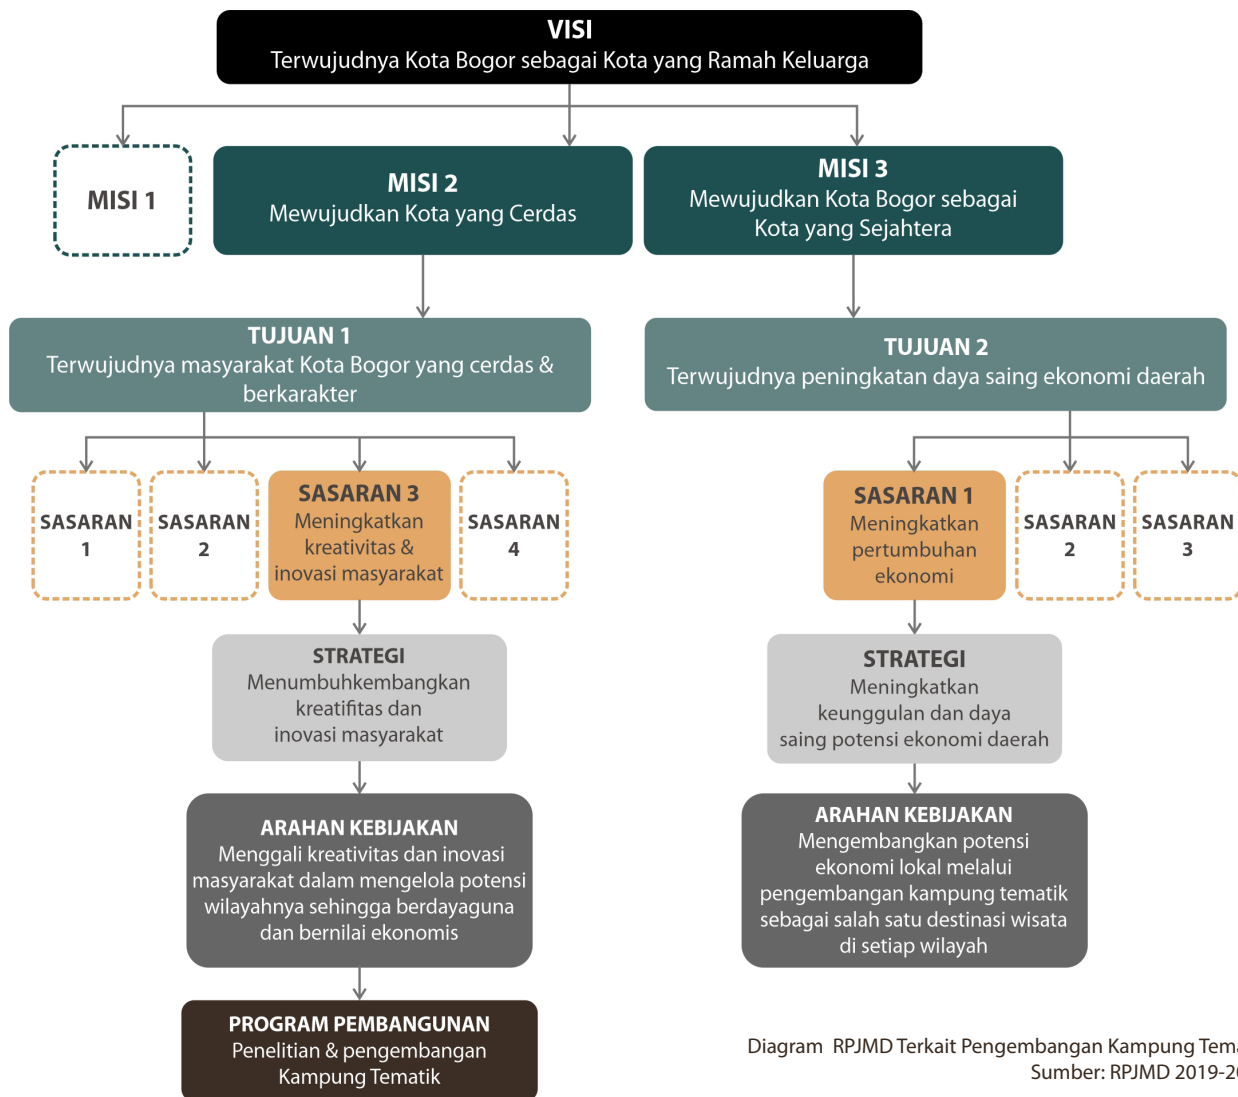 VISI
Terwujudnya Kota Bogor sebagai Kota yang Ramah Keluarga
MISI 1
MISI 2
Mewujudkan Kota yang Cerdas
MISI 3
Mewujudkan Kota Bogor sebagai
Kota yang Sejahtera
TUJUAN 1
Terwujudnya masyarakat Kota Bogor yang cerdas &
berkarakter
TUJUAN 2
Terwujudnya peningkatan daya saing ekonomi daerah
SASARAN
1
SASARAN
2
SASARAN 3
Meningkatkan
kreativitas &
inovasi masyarakat
SASARAN
4
SASARAN 1
Meningkatkan
pertumbuhan
ekonomi
SASARAN
2
SASARAN
3
STRATEGI
Menumbuhkembangkan
kreatifitas dan
inovasi masyarakat
STRATEGI
Meningkatkan
keunggulan dan daya
saing potensi ekonomi daerah
ARAHAN KEBIJAKAN
Menggali kreativitas dan inovasi
masyarakat dalam mengelola potensi
wilayahnya sehingga berdayaguna
dan bernilai ekonomis
ARAHAN KEBIJAKAN
Mengembangkan potensi
ekonomi lokal melalui
pengembangan kampung tematik
sebagai salah satu destinasi wisata
di setiap wilayah
PROGRAM PEMBANGUNAN
Penelitian & pengembangan
Kampung Tematik
Diagram RPJMD Terkait Pengembangan Kampung
Sumber: RPJMD